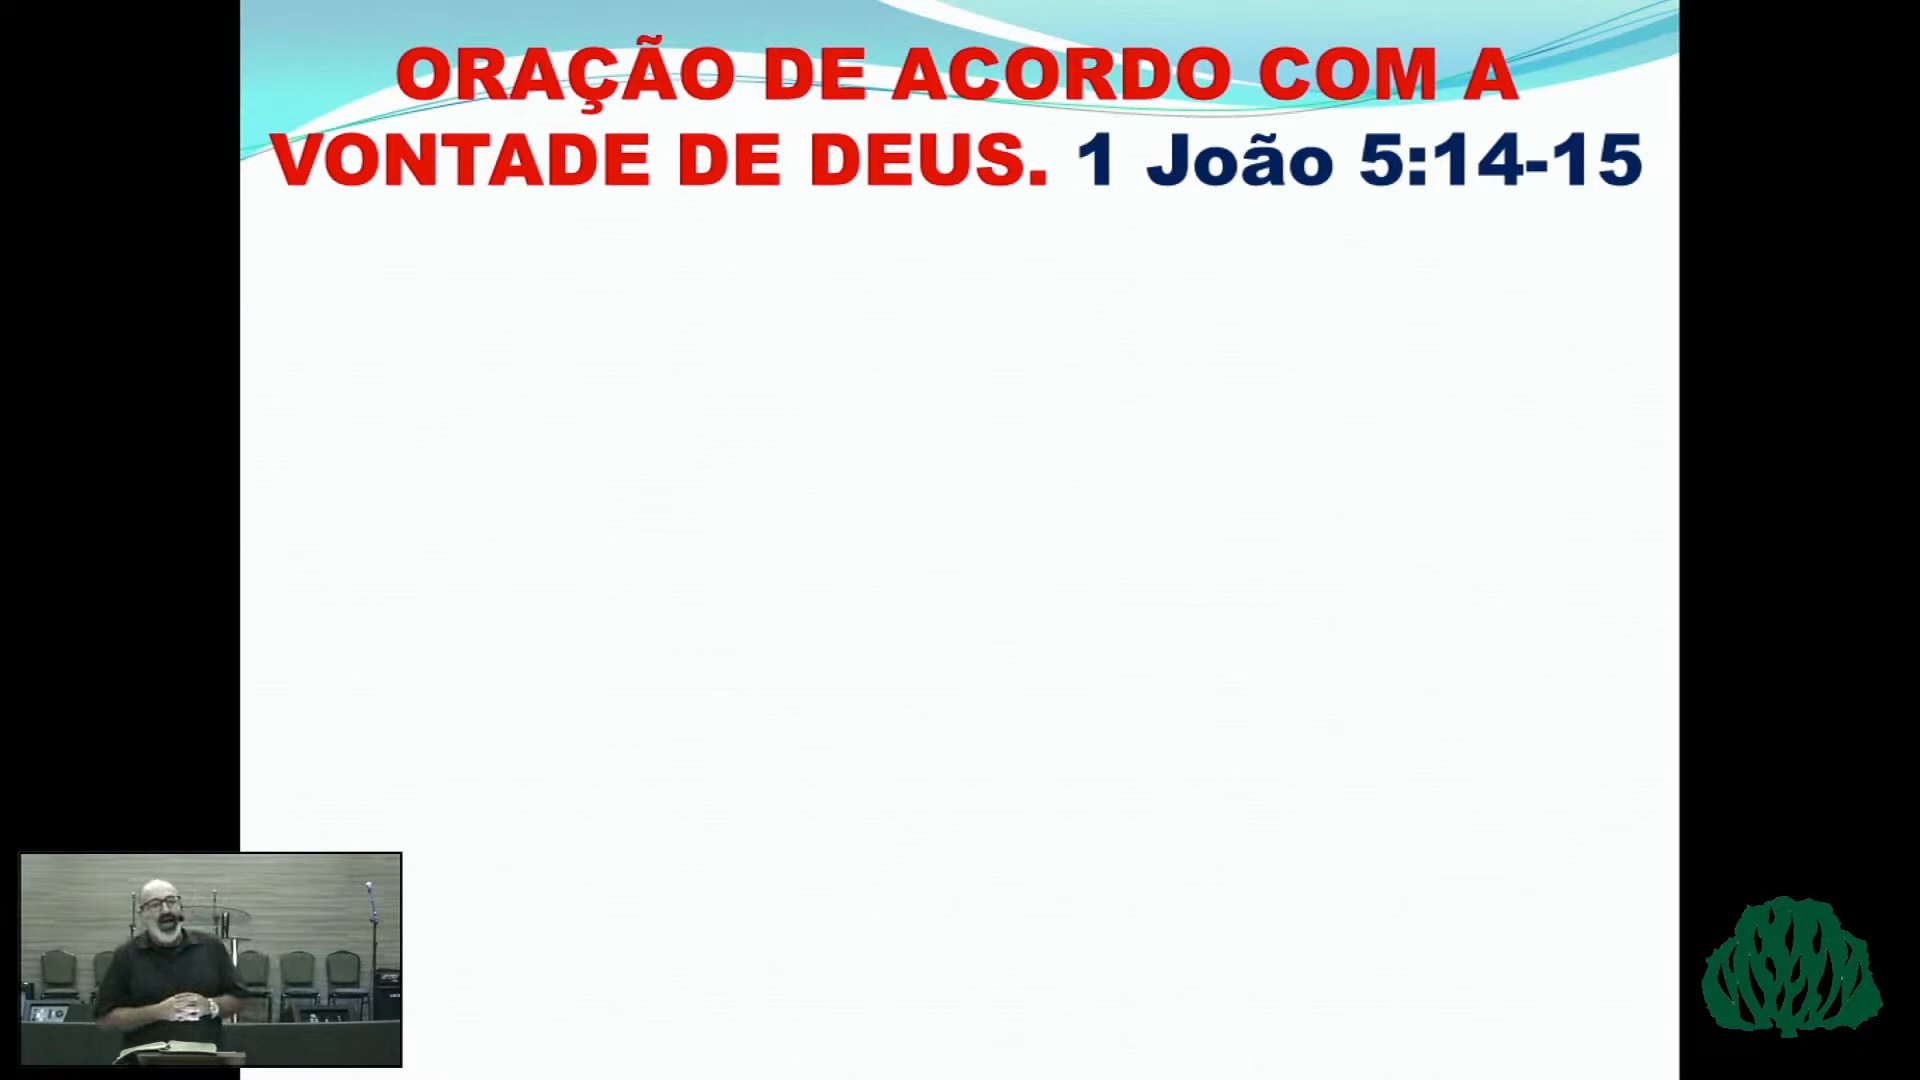 ORAÇÃO DE ACORDO COM A
VONTADE DE DEUS. 1 João 5:14-15